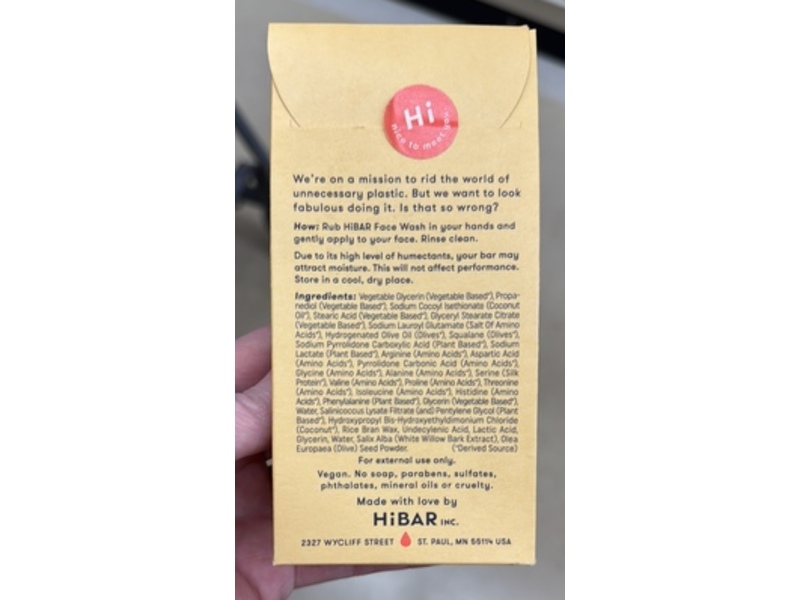 Hi
nice to meet you
We're on a mission to rid the world of
unnecessary plastic. But we want to look
fabulous doing it. Is that so wrong?
How: Rub HiBAR Face Wash in your hands and
gently apply to your face. Rinse clean.
Due to its high level of humectants, your bar may
attract moisture. This will not affect performance.
Store in a cool, dry place.
Ingredients: Vegetable Glycerin (Vegetable Based*), Propa-
nediol (Vegetable Based*), Sodium Cocoyl Isethionate (Coconut
Oil*), Stearic Acid (Vegetable Based*), Glyceryl Stearate Citrate
(Vegetable Based*), Sodium Lauroyl Glutamate (Salt Of Amino
Acids*), Hydrogenated Olive Oil (Olives*), Squalane (Olives*),
Sodium Pyrrolidone Carboxylic Acid (Plant Based*), Sodium
Lactate (Plant Based*), Arginine (Amino Acids*), Aspartic Acid
(Amino Acids*), Pyrrolidone Carbonic Acid (Amino Acids*),
Glycine (Amino Acids*), Alanine (Amino Acids*), Serine (Silk
Protein*), Valine (Amino Acids*), Proline (Amino Acids*), Threonine
(Amino Acids*), Isoleucine (Amino Acids*), Histidine (Amino
Acids*), Phenylalanine (Plant Based*), Glycerin (Vegetable Based*),
Water, Salinicoccus Lysate Filtrate (and) Pentylene Glycol (Plant
Based*), Hydroxypropyl Bis-Hydroxyethyldimonium Chloride
(Coconut*), Rice Bran Wax, Undecylenic Acid, Lactic Acid,
Glycerin, Water, Salix Alba (White Willow Bark Extract), Olea
Europaea (Olive) Seed Powder. (*Derived Source)
For external use only.
Vegan. No soap, parabens, sulfates,
phthalates, mineral oils or cruelty.
Made with love by
HiBAR INC.
2327 WYCLIFF STREET ST. PAUL, MN 55114 USA